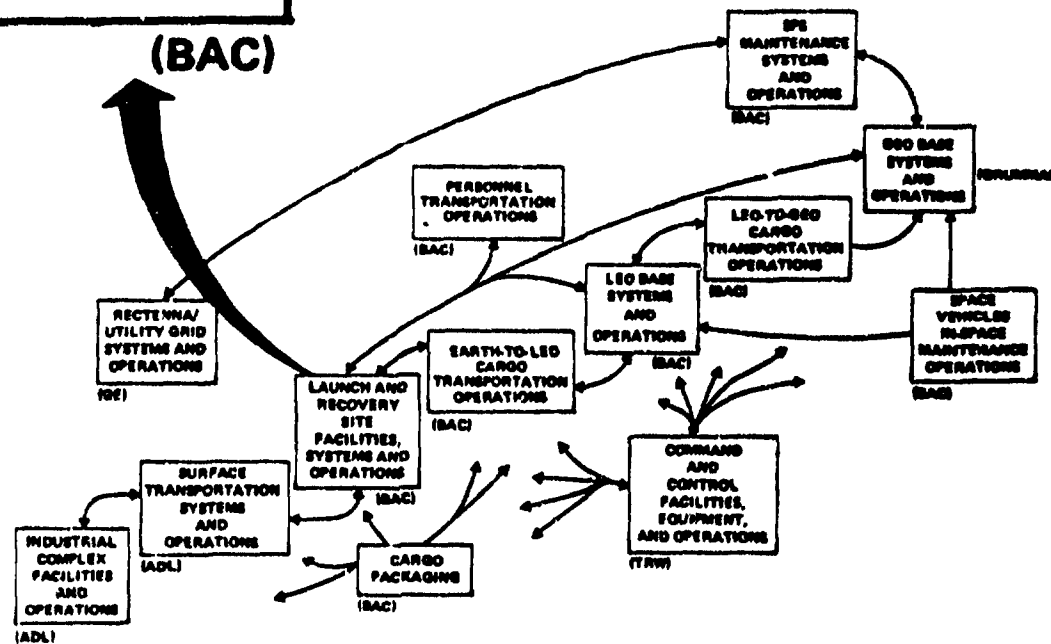 (BAC)
SPS
MAINTENANCE
SYSTEMS
AND
OPERATIONS
(BAC)
GEO BASE
SYSTEMS
AND
OPERATIONS
(GRUMMAN
PERSONNEL
TRANSPORTATION
OPERATIONS
(BAC)
LEO-TO-GEO
CARGO
TRANSPORTATION
OPERATIONS
(BAC)
LEO BASE
SYSTEMS
AND
OPERATIONS
(BAC)
SPACE
VEHICLES
IN-SPACE
MAINTENANCE
OPERATIONS
(BAC)
RECTENNA/
UTILITY GRID
SYSTEMS AND
OPERATIONS
(GE)
EARTH-TO-LEO
CARGO
TRANSPORTATION
OPERATIONS
(BAC)
LAUNCH AND
RECOVERY
SITE
FACILITIES,
SYSTEMS AND
OPERATIONS
(BAC)
COMMAND
AND
CONTROL
FACILITIES,
EQUIPMENT,
AND OPERATIONS
(TRW)
SURFACE
TRANSPORTATION
SYSTEMS
AND
OPERATIONS
(ADL)
INDUSTRIAL
COMPLEX
FACILITIES
AND
OPERATIONS
(ADL)
CARGO
PACKAGING
(BAC)